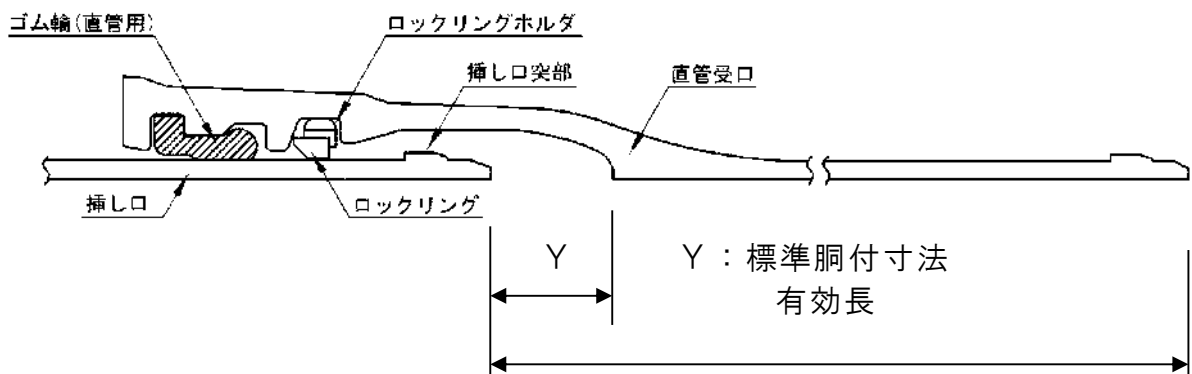 ゴム輪(直管用)
ロックリングホルダ
挿し口突部
直管受口
挿し口
ロックリング
Y
Y：標準胴付寸法
有効長